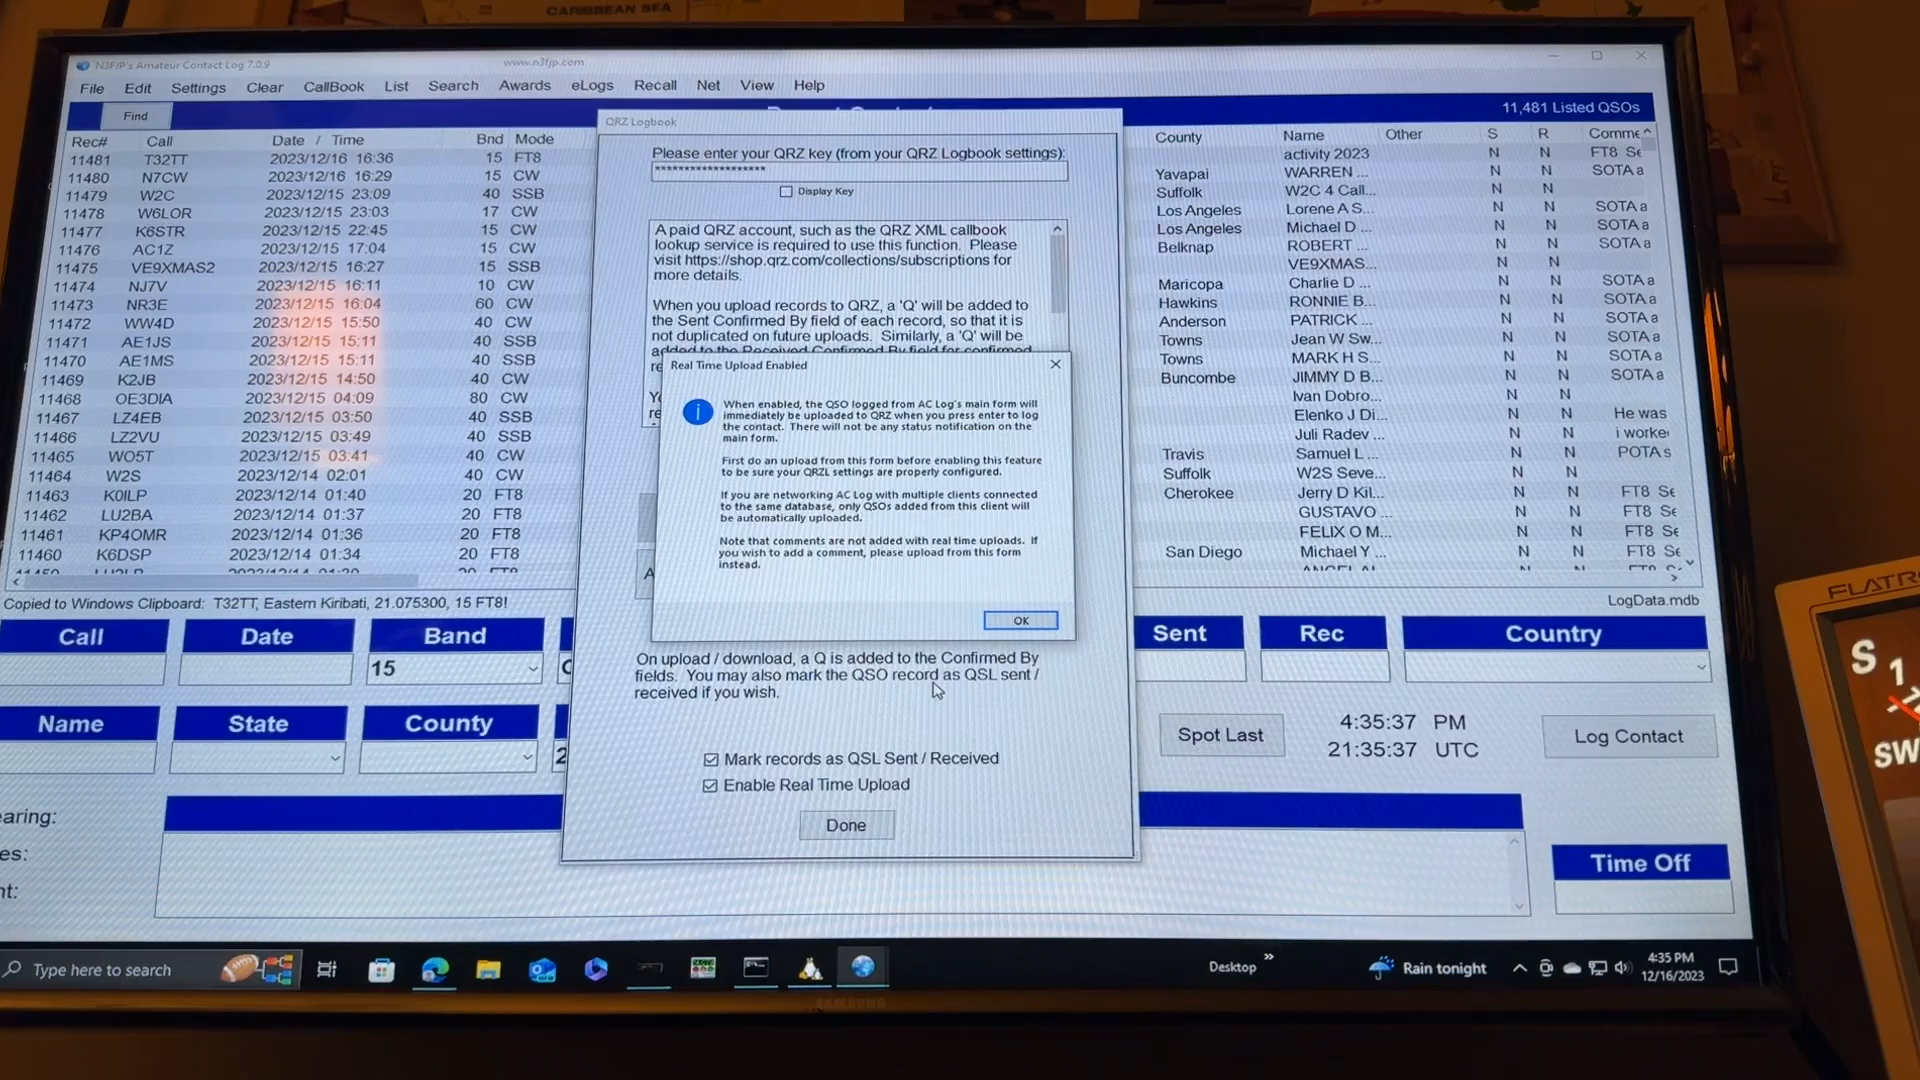 CARIBBEAN SEA
N3FJP's Amateur Contact Log 7.0.9
www.n3fjp.com
File Edit Settings Clear CallBook List Search Awards eLogs Recall Net View Help
Find
11,481 Listed QSOs
Rec# Call Date / Time Bnd Mode
11481 T32TT 2023/12/16 16:36 15 FT8
11480 N7CW 2023/12/16 16:29 15 CW
11479 W2C 2023/12/15 23:09 40 SSB
11478 W6LOR 2023/12/15 23:03 17 CW
11477 K6STR 2023/12/15 22:45 15 CW
11476 AC1Z 2023/12/15 17:04 15 CW
11475 VE9XMAS2 2023/12/15 16:27 15 SSB
11474 NJ7V 2023/12/15 16:11 10 CW
11473 NR3E 2023/12/15 16:04 60 CW
11472 WW4D 2023/12/15 15:50 40 CW
11471 AE1JS 2023/12/15 15:11 40 SSB
11470 AE1MS 2023/12/15 15:11 40 SSB
11469 K2JB 2023/12/15 14:50 40 CW
11468 OE3DIA 2023/12/15 04:09 80 CW
11467 LZ4EB 2023/12/15 03:50 40 SSB
11466 LZ2VU 2023/12/15 03:49 40 SSB
11465 WO5T 2023/12/15 03:41 40 CW
11464 W2S 2023/12/14 02:01 40 CW
11463 K0ILP 2023/12/14 01:40 20 FT8
11462 LU2BA 2023/12/14 01:37 20 FT8
11461 KP4OMR 2023/12/14 01:36 20 FT8
11460 K6DSP 2023/12/14 01:34 20 FT8
QRZ Logbook
Please enter your QRZ key (from your QRZ Logbook settings):
*******************
Display Key
A paid QRZ account, such as the QRZ XML callbook
lookup service is required to use this function. Please
visit https://shop.qrz.com/collections/subscriptions for
more details.
When you upload records to QRZ, a 'Q' will be added to
the Sent Confirmed By field of each record, so that it is
not duplicated on future uploads. Similarly, a 'Q' will be
added to the Received Confirmed By field for confirmed
Real Time Upload Enabled
When enabled, the QSO logged from AC Log's main form will
immediately be uploaded to QRZ when you press enter to log
the contact. There will not be any status notification on the
main form.
First do an upload from this form before enabling this feature
to be sure your QRZL settings are properly configured.
If you are networking AC Log with multiple clients connected
to the same database, only QSOs added from this client will
be automatically uploaded.
Note that comments are not added with real time uploads. If
you wish to add a comment, please upload from this form
instead.
OK
On upload / download, a Q is added to the Confirmed By
fields. You may also mark the QSO record as QSL sent /
received if you wish.
Mark records as QSL Sent / Received
Enable Real Time Upload
Done
County Name Other S R Comme
activity 2023 N N FT8 Se
Yavapai WARREN ... N N SOTA a
Suffolk W2C 4 Call... N N
Los Angeles Lorene A S... N N SOTA a
Los Angeles Michael D ... N N SOTA a
Belknap ROBERT ... N N SOTA a
VE9XMAS... N N
Maricopa Charlie D ... N N SOTA a
Hawkins RONNIE B... N N SOTA a
Anderson PATRICK ... N N SOTA a
Towns Jean W Sw... N N SOTA a
Towns MARK H S... N N SOTA a
Buncombe JIMMY D B... N N SOTA a
Ivan Dobro... N N
Elenko J Di... N N He was
Juli Radev ... N N i worke
Travis Samuel L ... N N POTA s
Suffolk W2S Seve... N N
Cherokee Jerry D Kil... N N FT8 Se
GUSTAVO ... N N FT8 Se
FELIX O M... N N FT8 Se
San Diego Michael Y ... N N FT8 Se
Copied to Windows Clipboard: T32TT, Eastern Kiribati, 21.075300, 15 FT8!
LogData.mdb
Call Date Band Sent Rec Country
15
Name State County
Spot Last
4:35:37 PM
21:35:37 UTC
Log Contact
earing:
es:
nt:
Time Off
Type here to search
Desktop
Rain tonight
4:35 PM
12/16/2023
SAMSUNG
FLATR
S 1
SW